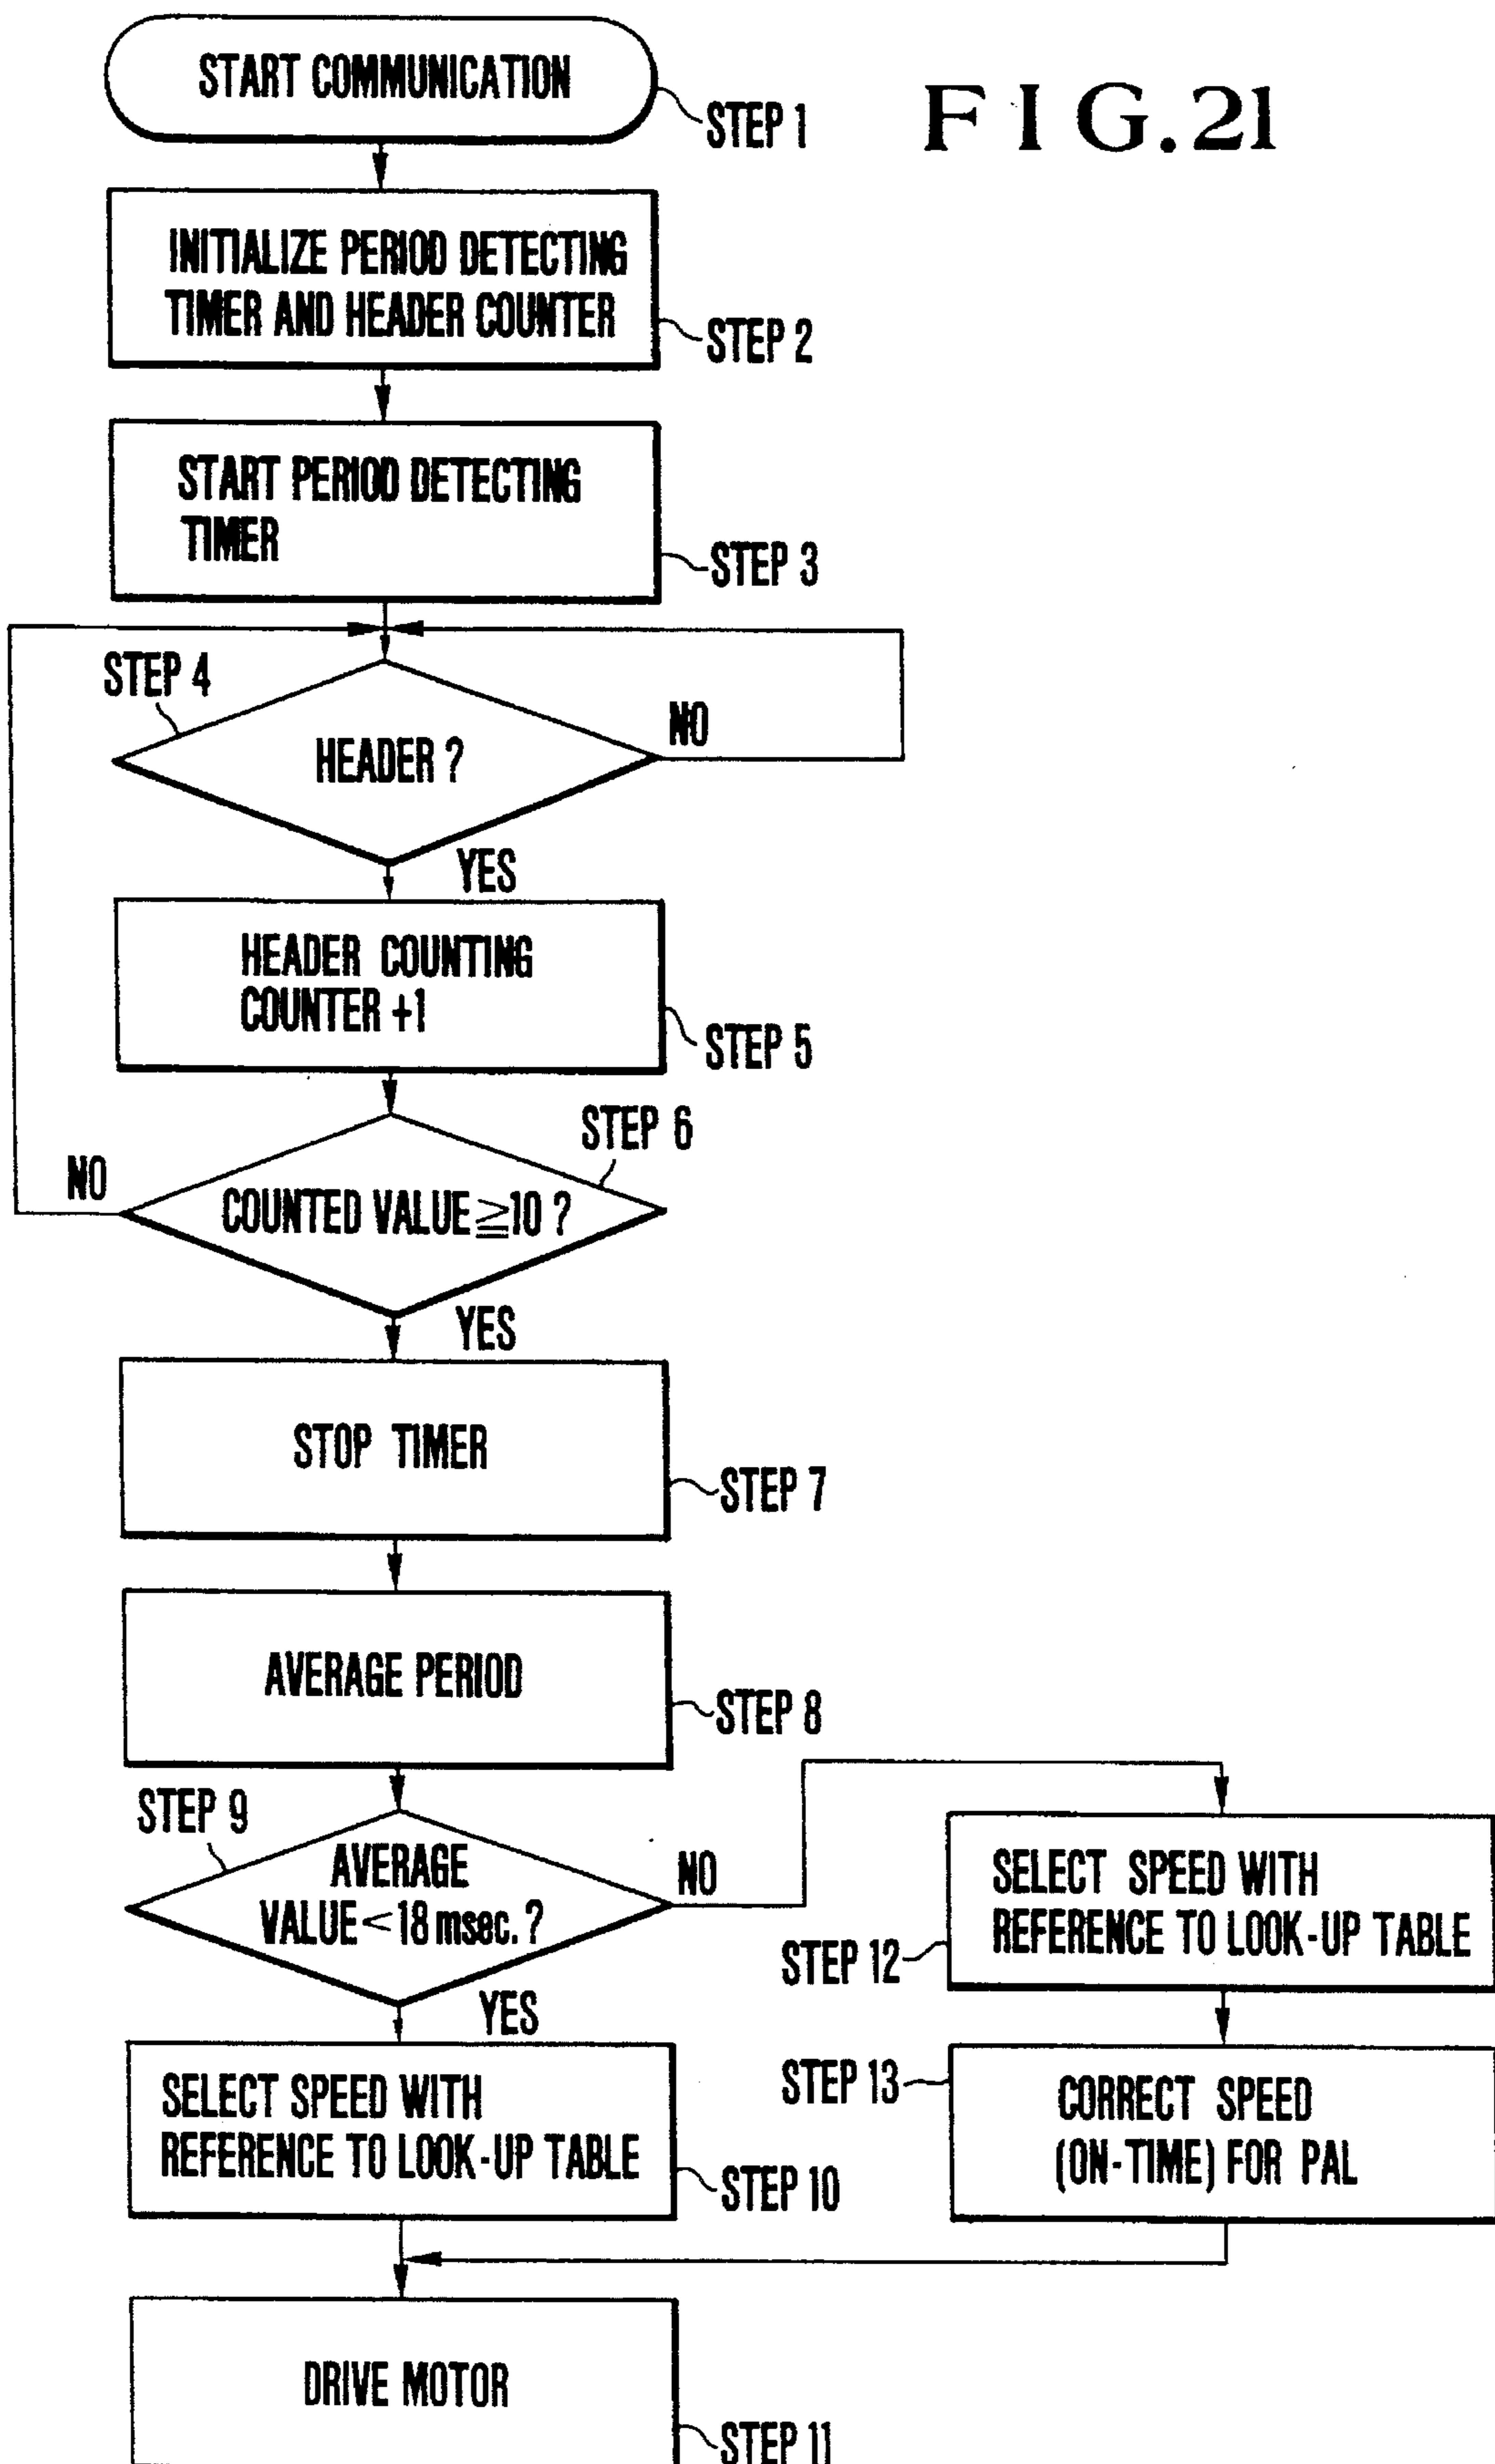 START COMMUNICATION
STEP 1
FIG.21
INITIALIZE PERIOD DETECTING
TIMER AND HEADER COUNTER
STEP 2
START PERIOD DETECTING
TIMER
STEP 3
STEP 4
HEADER ?
NO
YES
HEADER COUNTING
COUNTER +1
STEP 5
STEP 6
COUNTED VALUE ≧10 ?
NO
YES
STOP TIMER
STEP 7
AVERAGE PERIOD
STEP 8
STEP 9
AVERAGE
VALUE < 18 msec. ?
NO
YES
SELECT SPEED WITH
REFERENCE TO LOOK-UP TABLE
STEP 12
STEP 13
CORRECT SPEED
(ON-TIME) FOR PAL
SELECT SPEED WITH
REFERENCE TO LOOK-UP TABLE
STEP 10
DRIVE MOTOR
STEP 11